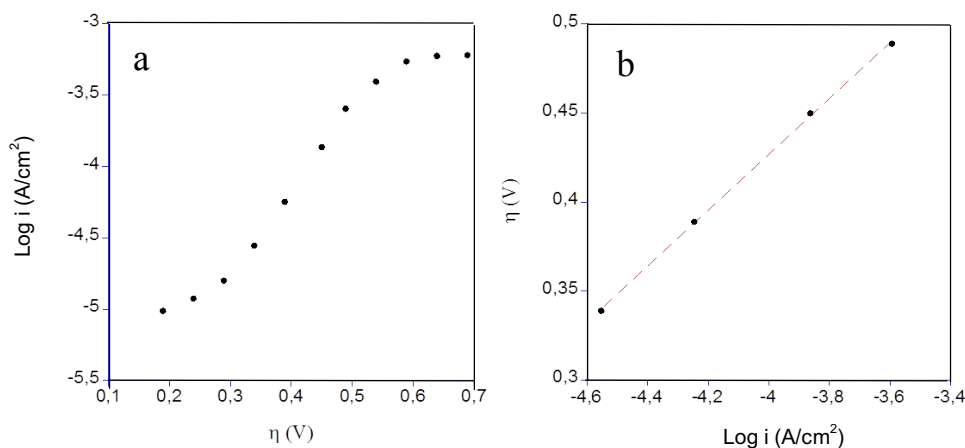 a
-3
-3,5
-4
-4,5
-5
-5,5
0,1 0,2 0,3 0,4 0,5 0,6 0,7
Log i (A/cm²)
η (V)
b
0,5
0,45
0,4
0,35
0,3
-4,6 -4,4 -4,2 -4 -3,8 -3,6 -3,4
η (V)
Log i (A/cm²)